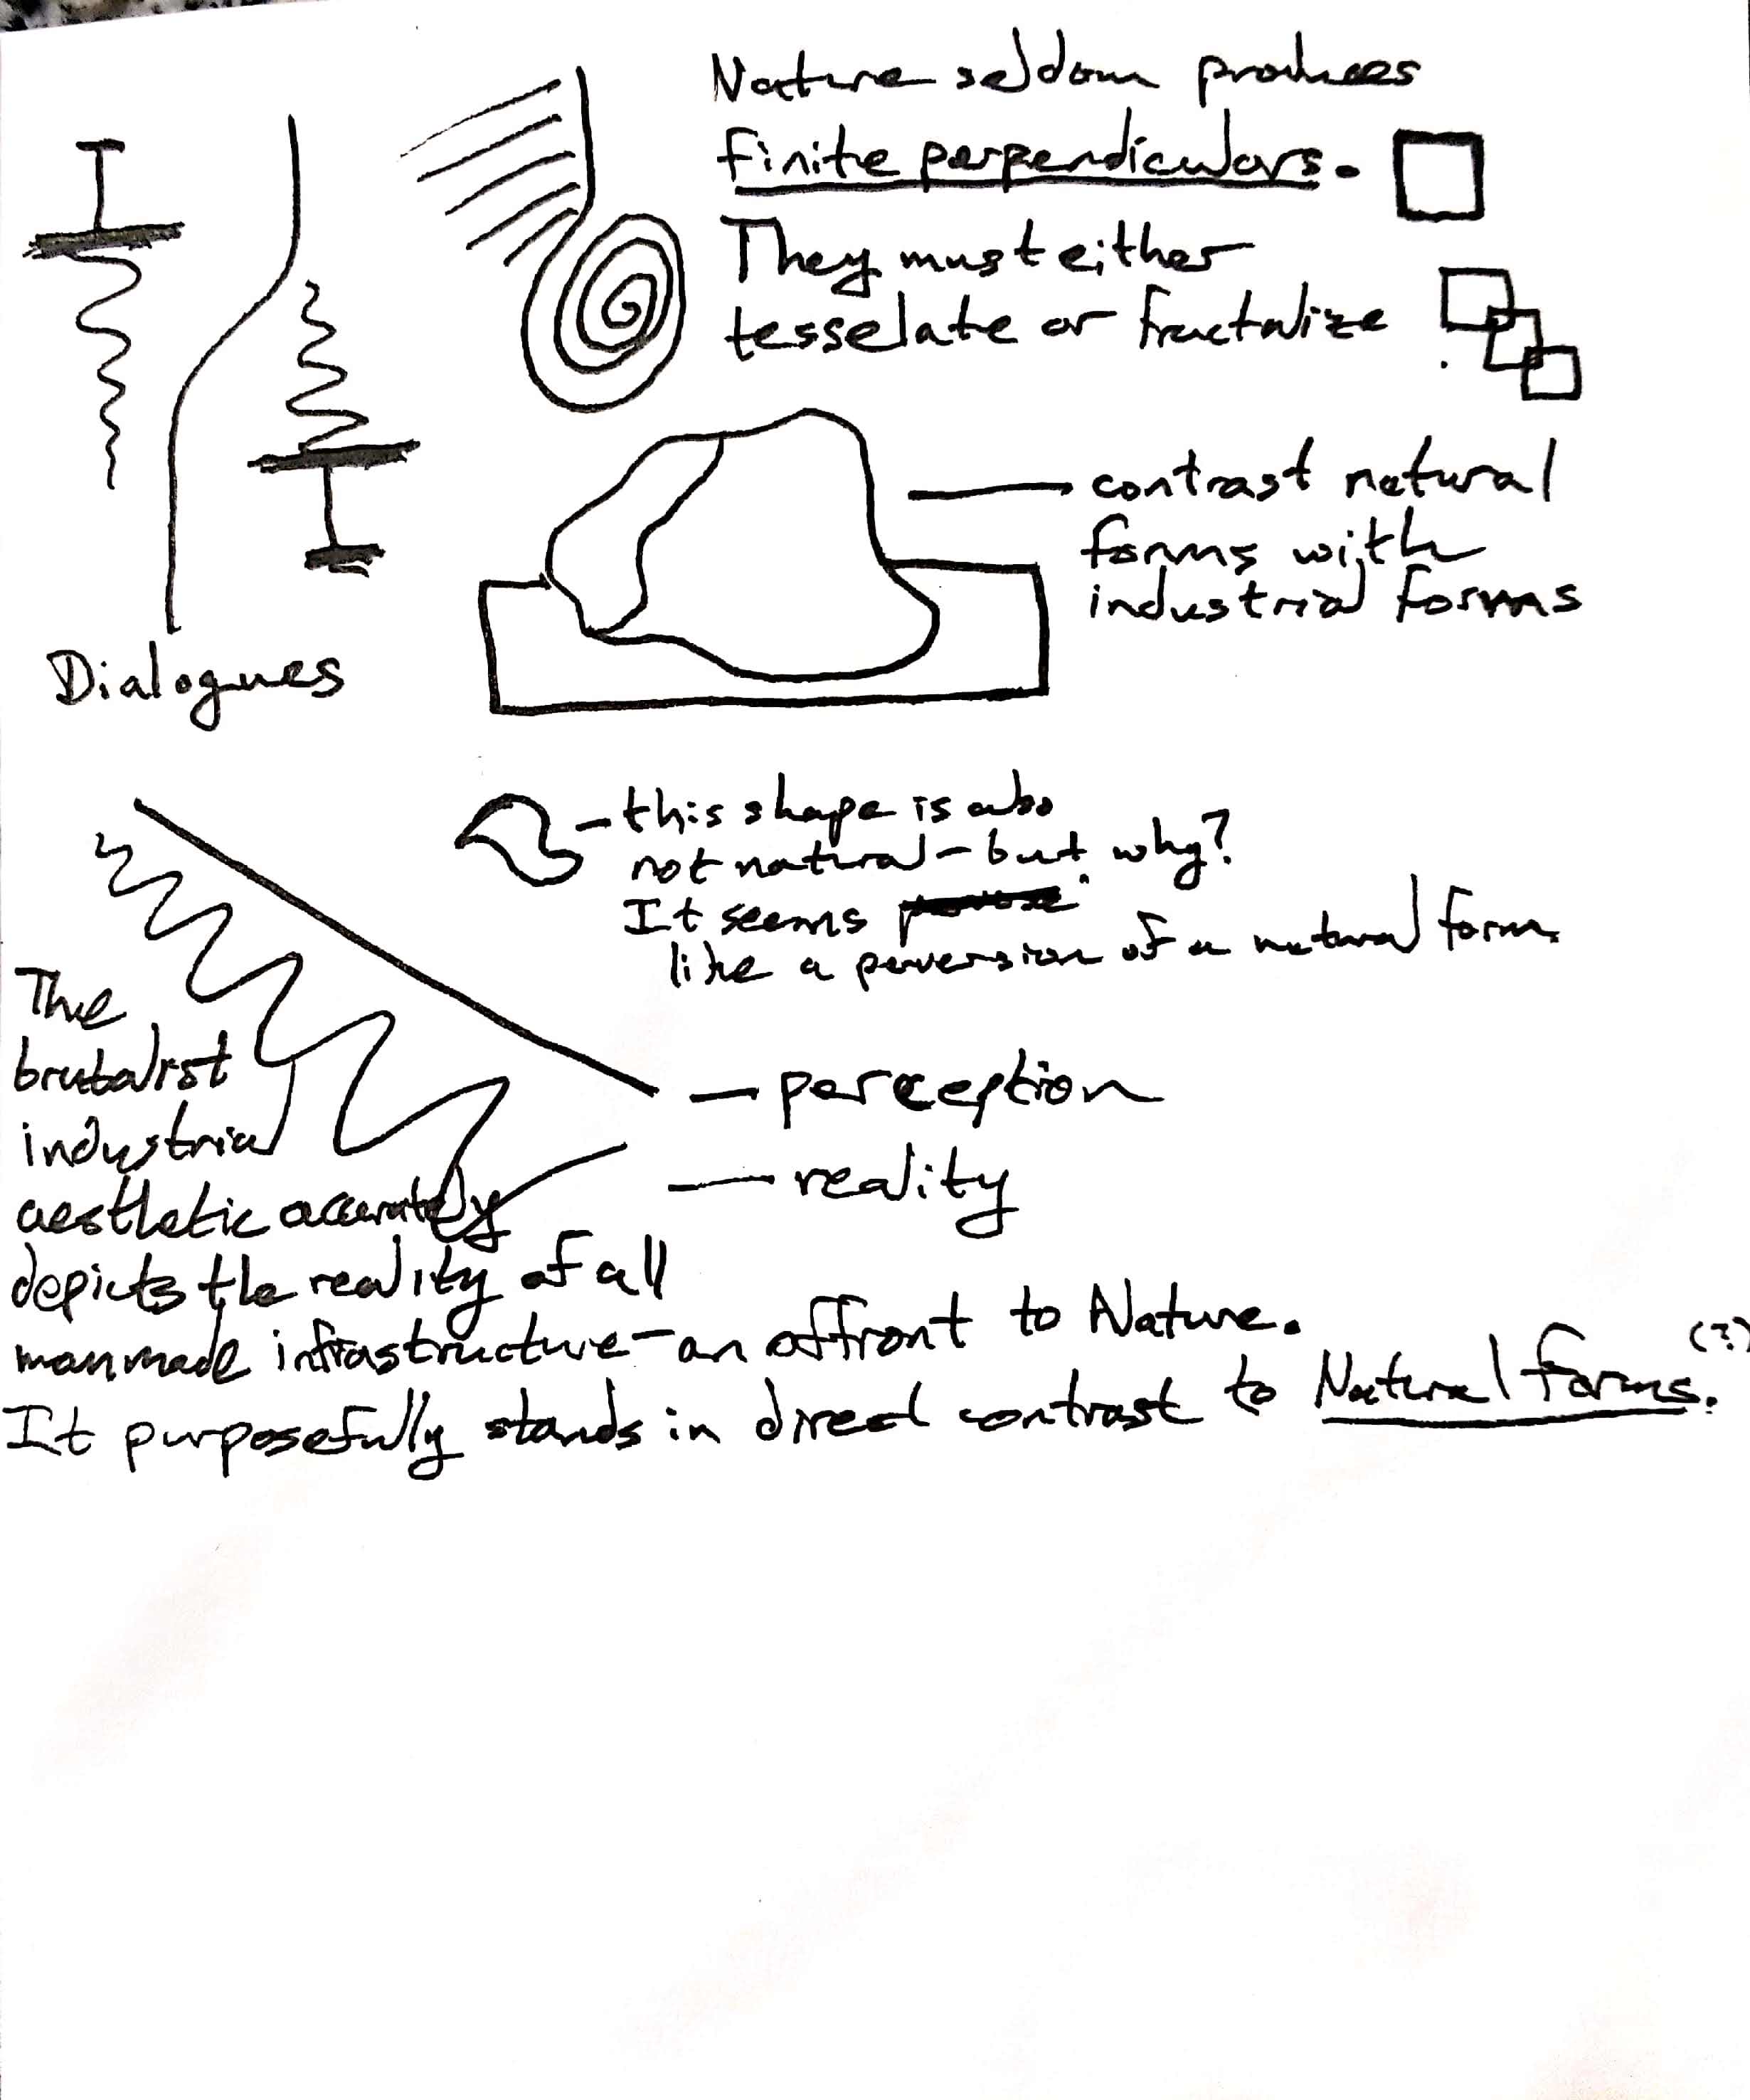 Nature seldom produces
finite perpendiculars.
They must either
tesselate or fractalize
contrast natural
forms with
industrial forms
Dialogues
this shape is also
not natural - but why?
It seems
like a perversion of a natural form.
perception
reality
The
brutalist
industrial
aesthetic accurately
depicts the reality of all
manmade infrastructure - an affront to Nature.
It purposefully stands in direct contrast to Natural Forms. (?)